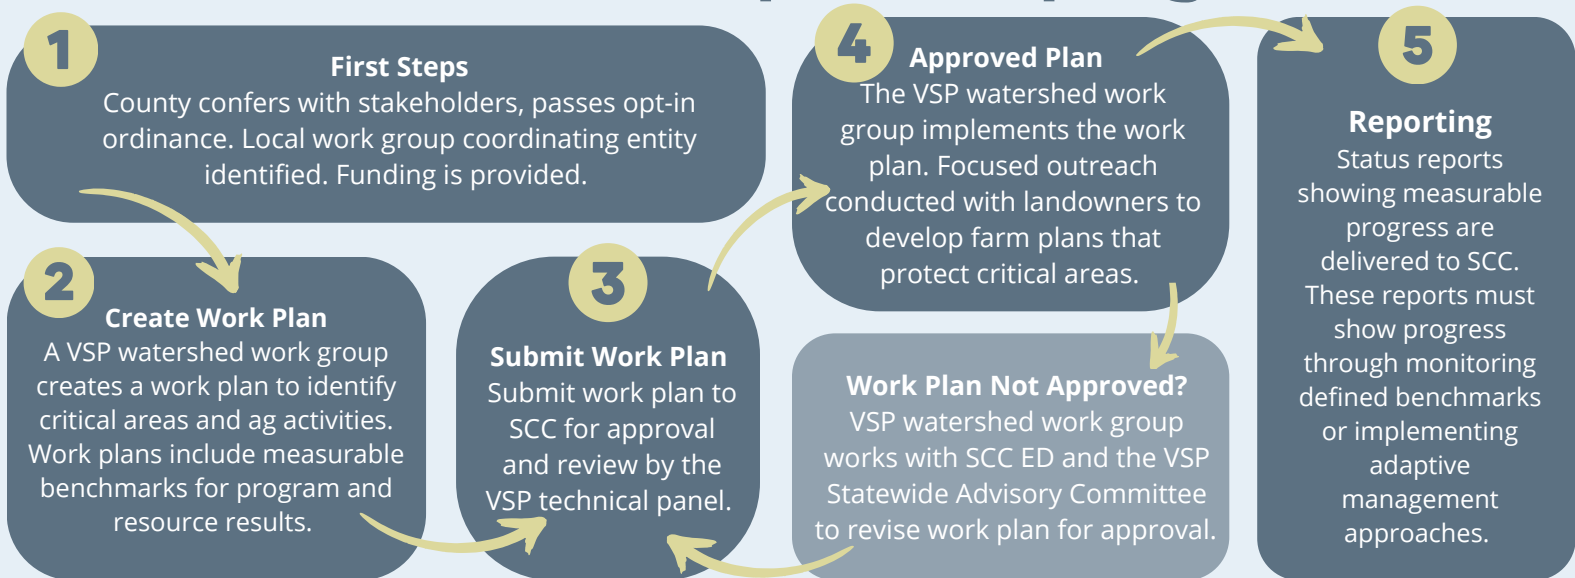 1
First Steps
County confers with stakeholders, passes opt-in
ordinance. Local work group coordinating entity
identified. Funding is provided.
2
Create Work Plan
A VSP watershed work group
creates a work plan to identify
critical areas and ag activities.
Work plans include measurable
benchmarks for program and
resource results.
3
Submit Work Plan
Submit work plan to
SCC for approval
and review by the
VSP technical panel.
4
Approved Plan
The VSP watershed work
group implements the work
plan. Focused outreach
conducted with landowners to
develop farm plans that
protect critical areas.
Work Plan Not Approved?
VSP watershed work group
works with SCC ED and the VSP
Statewide Advisory Committee
to revise work plan for approval.
5
Reporting
Status reports
showing measurable
progress are
delivered to SCC.
These reports must
show progress
through monitoring
defined benchmarks
or implementing
adaptive
management
approaches.